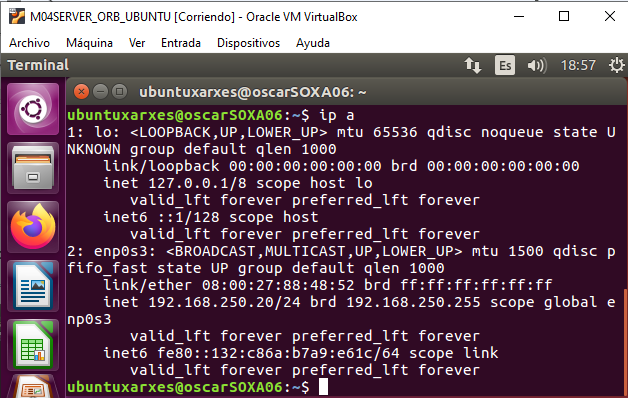 M04SERVER_ORB_UBUNTU [Corriendo] - Oracle VM VirtualBox
Archivo Máquina Ver Entrada Dispositivos Ayuda
Terminal Es 18:57
ubuntuxarxes@oscarSOXA06: ~
ubuntuxarxes@oscarSOXA06:~$ ip a
1: lo: <LOOPBACK,UP,LOWER_UP> mtu 65536 qdisc noqueue state U
NKNOWN group default qlen 1000
link/loopback 00:00:00:00:00:00 brd 00:00:00:00:00:00
inet 127.0.0.1/8 scope host lo
valid_lft forever preferred_lft forever
inet6 ::1/128 scope host
valid_lft forever preferred_lft forever
2: enp0s3: <BROADCAST,MULTICAST,UP,LOWER_UP> mtu 1500 qdisc p
fifo_fast state UP group default qlen 1000
link/ether 08:00:27:88:48:52 brd ff:ff:ff:ff:ff:ff
inet 192.168.250.20/24 brd 192.168.250.255 scope global e
np0s3
valid_lft forever preferred_lft forever
inet6 fe80::132:c86a:b7a9:e61c/64 scope link
valid_lft forever preferred_lft forever
ubuntuxarxes@oscarSOXA06:~$